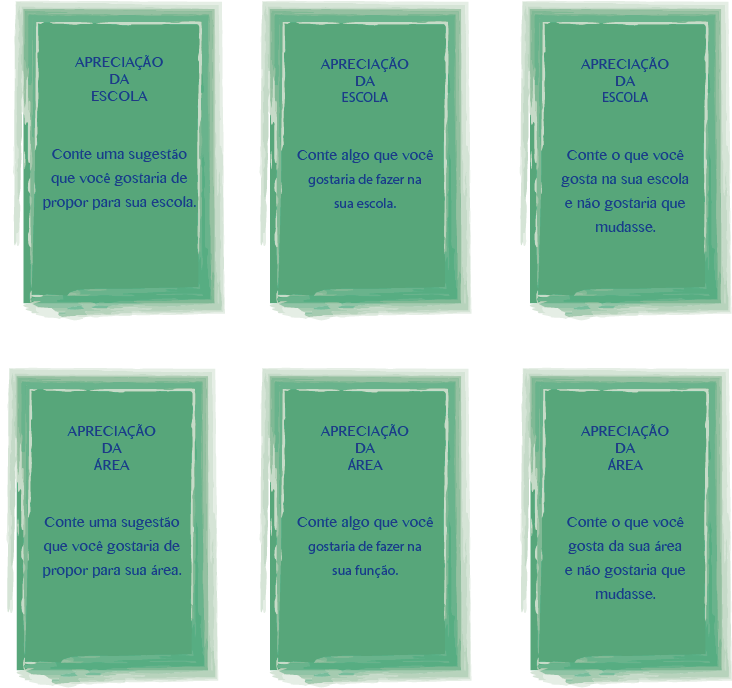 APRECIAÇÃO
DA
ESCOLA
Conte uma sugestão
que você gostaria de
propor para sua escola.
APRECIAÇÃO
DA
ESCOLA
Conte algo que você
gostaria de fazer na
sua escola.
APRECIAÇÃO
DA
ESCOLA
Conte o que você
gosta na sua escola
e não gostaria que
mudasse.
APRECIAÇÃO
DA
ÁREA
Conte uma sugestão
que você gostaria de
propor para sua área.
APRECIAÇÃO
DA
ÁREA
Conte algo que você
gostaria de fazer na
sua função.
APRECIAÇÃO
DA
ÁREA
Conte o que você
gosta da sua área
e não gostaria que
mudasse.